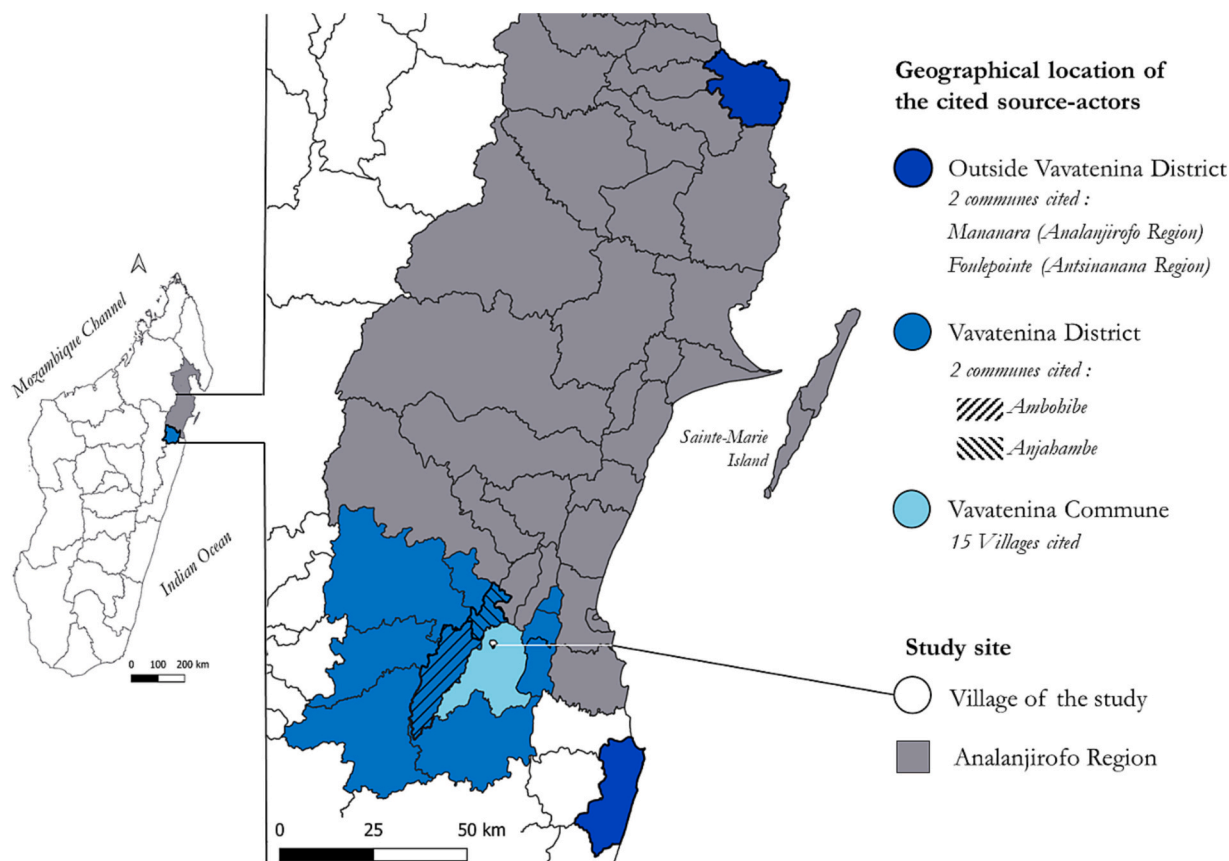 Mozambique Channel
Indian Ocean
0 100 200 km
Sainte-Marie
Island
0 25 50 km
Geographical location of
the cited source-actors
Outside Vavatenina District
2 communes cited :
Mananara (Analanjirofo Region)
Foulepointe (Antsinanana Region)
Vavatenina District
2 communes cited :
Ambohibe
Anjahambe
Vavatenina Commune
15 Villages cited
Study site
Village of the study
Analanjirofo Region